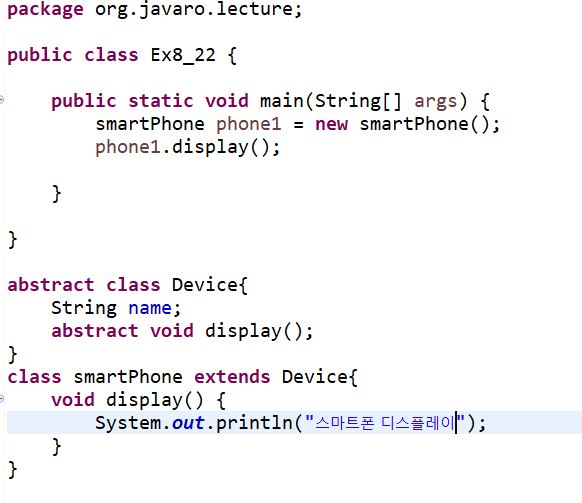 package org.javaro.lecture;
public class Ex8_22 {
public static void main(String[] args) {
smartPhone phone1 = new smartPhone();
phone1.display();
}
}
abstract class Device{
String name;
abstract void display();
}
class smartPhone extends Device{
void display() {
System.out.println("스마트폰 디스플레이");
}
}